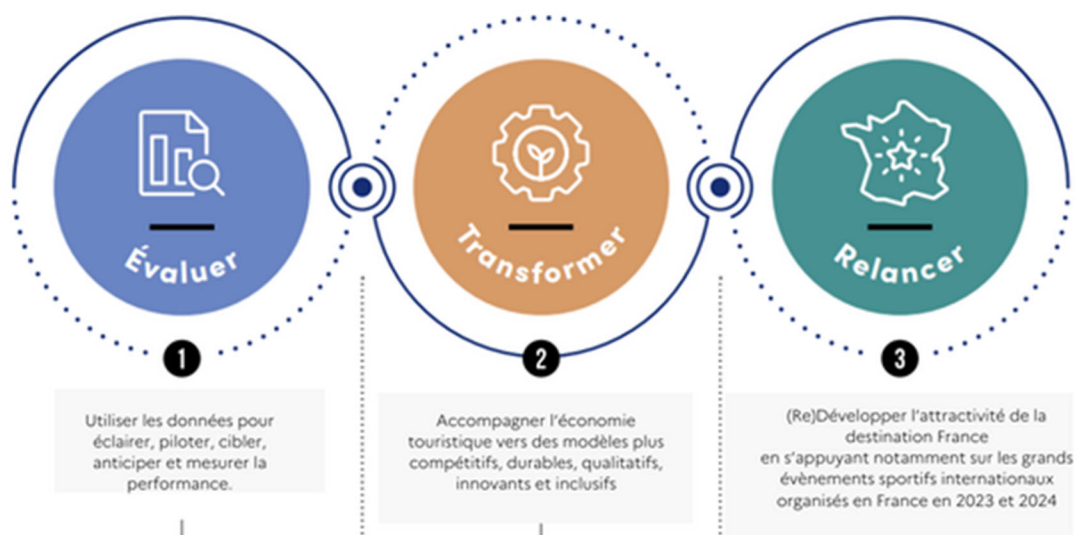 Évaluer
1
Utiliser les données pour
éclairer, piloter, cibler,
anticiper et mesurer la
performance.
Transformer
2
Accompagner l'économie
touristique vers des modèles plus
compétitifs, durables, qualitatifs,
innovants et inclusifs
Relancer
3
(Re)Développer l'attractivité de la
destination France
en s'appuyant notamment sur les grands
évènements sportifs internationaux
organisés en France en 2023 et 2024